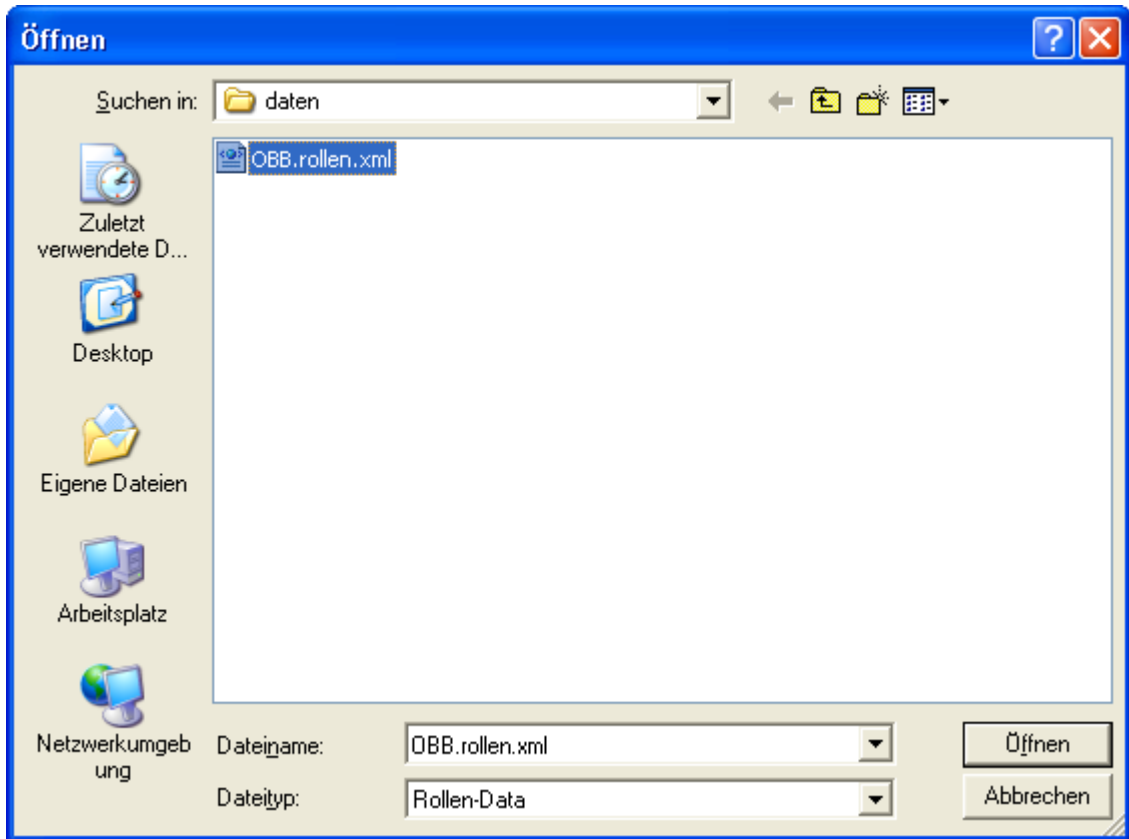 Öffnen
Suchen in: daten
OBB.rollen.xml
Zuletzt
verwendete D...
Desktop
Eigene Dateien
Arbeitsplatz
Netzwerkumgeb
ung
Dateiname: OBB.rollen.xml Öffnen
Dateityp: Rollen-Data Abbrechen